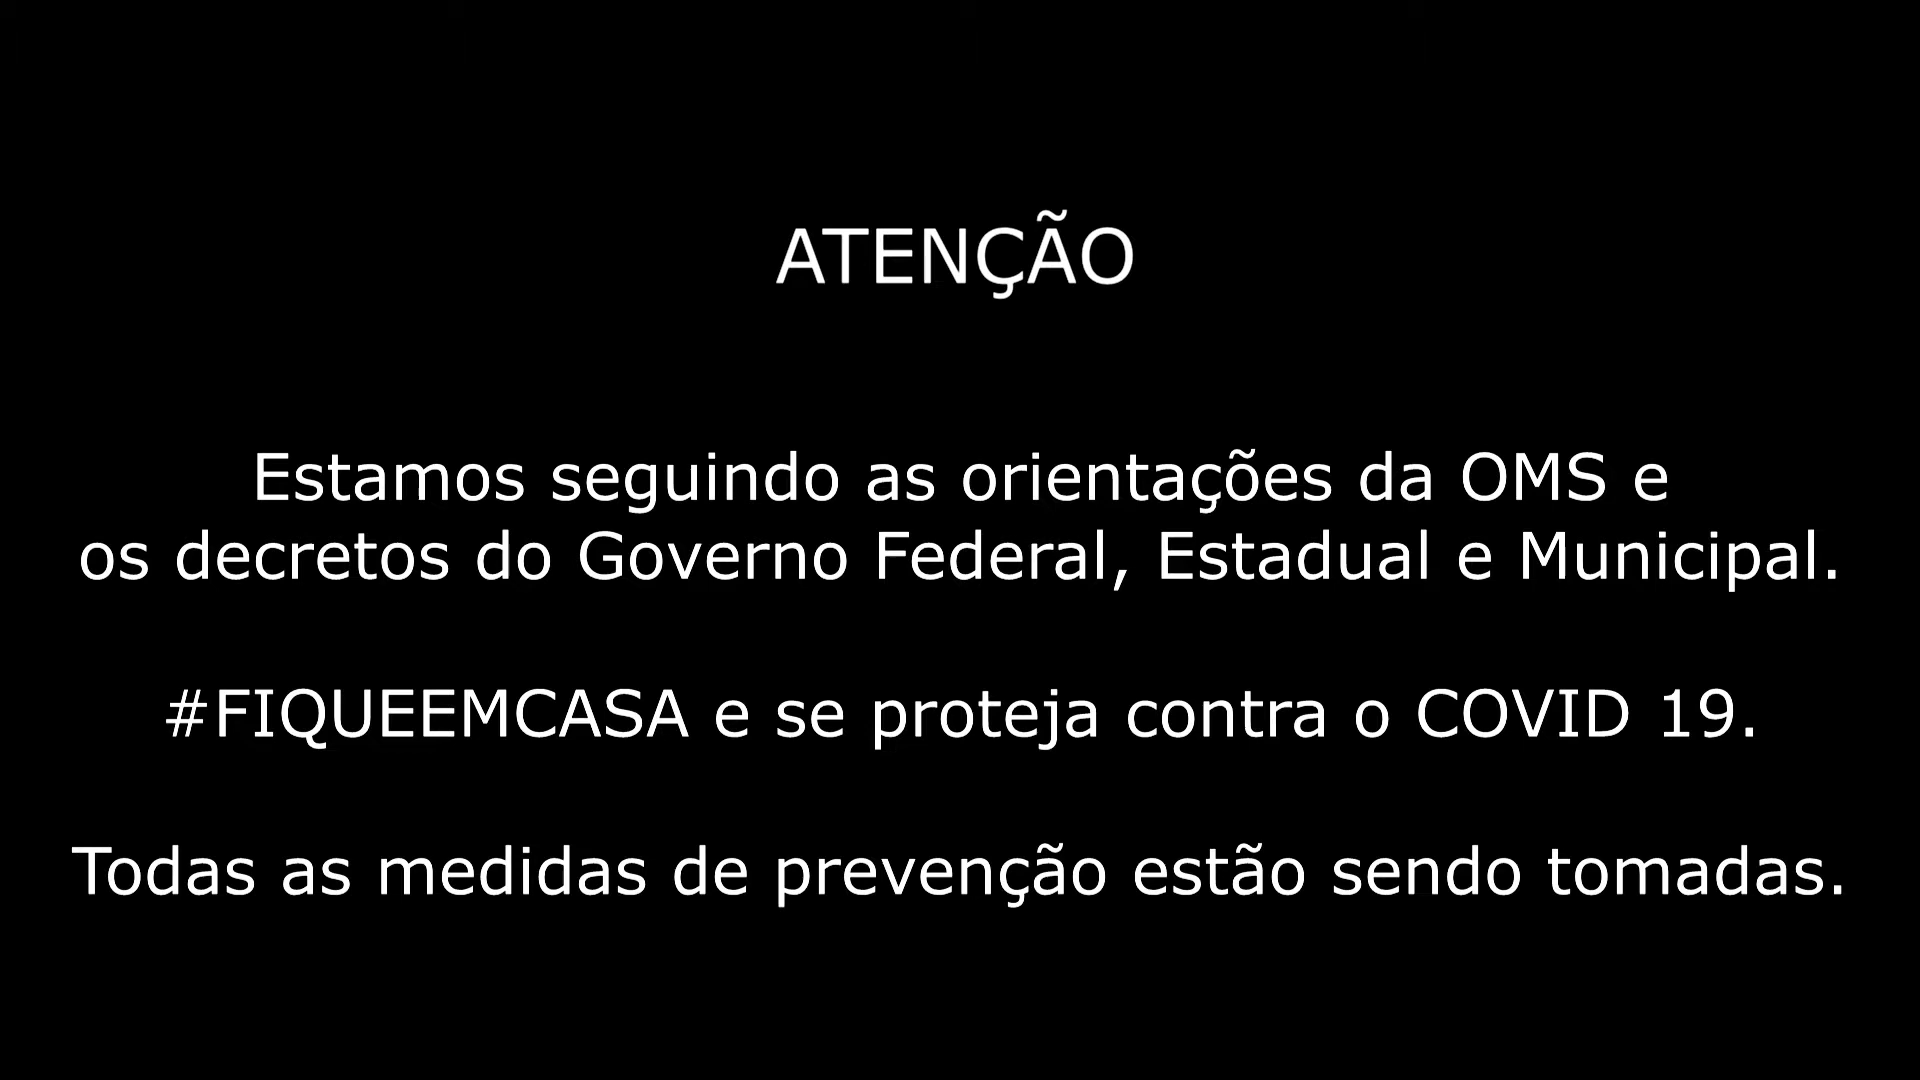 ATENÇÃO
Estamos seguindo as orientações da OMS e
os decretos do Governo Federal, Estadual e Municipal.
#FIQUEEMCASA e se proteja contra o COVID 19.
Todas as medidas de prevenção estão sendo tomadas.